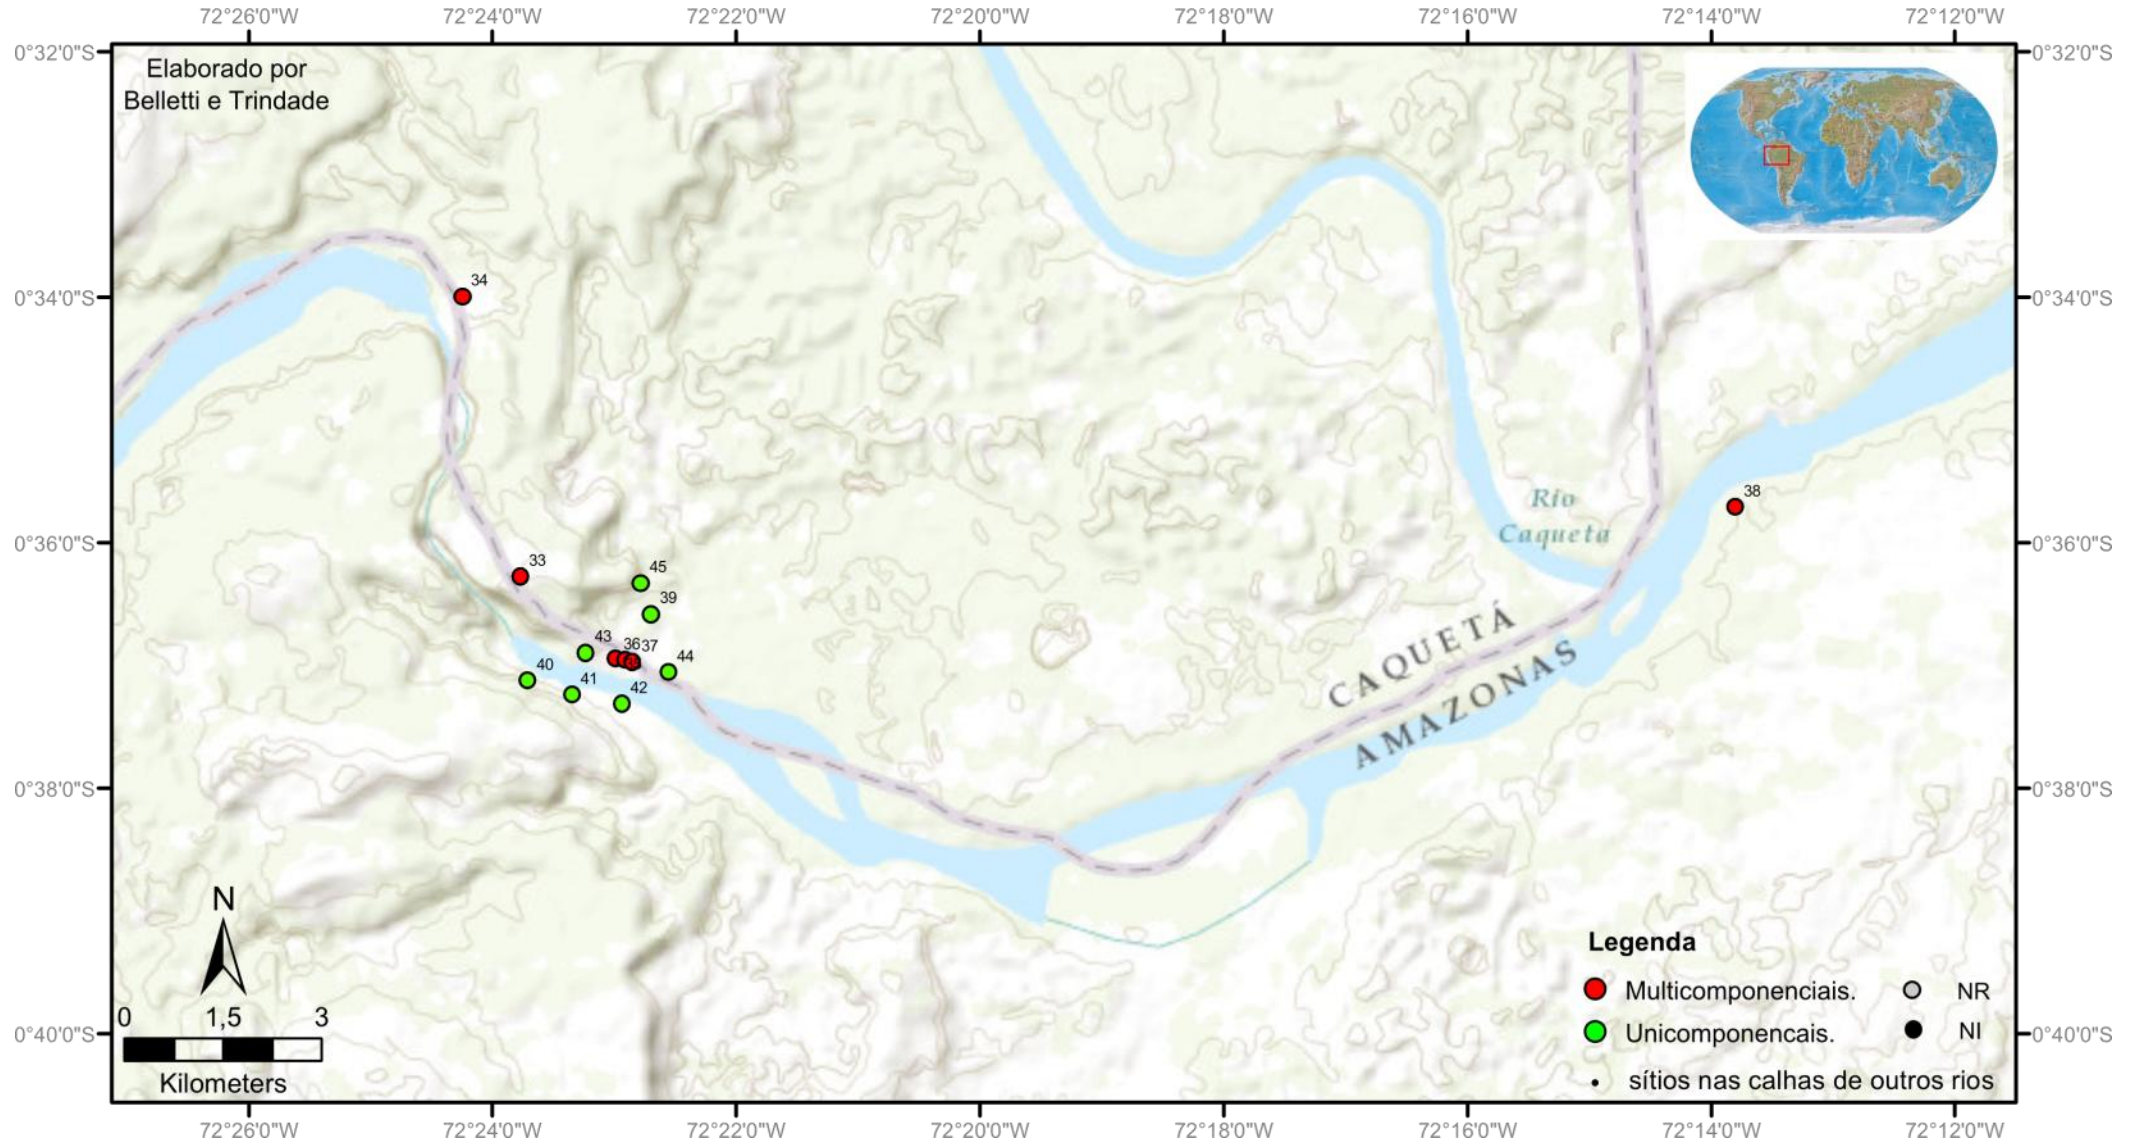 72°26'0"W 72°24'0"W 72°22'0"W 72°20'0"W 72°18'0"W 72°16'0"W 72°14'0"W 72°12'0"W
0°32'0"S 0°32'0"S
Elaborado por
Belletti e Trindade
34
0°34'0"S 0°34'0"S
38
Río
Caqueta
0°36'0"S 0°36'0"S
33
45
39
43 36 37
44
40
41
42
CAQUETÁ
AMAZONAS
0°38'0"S 0°38'0"S
N
0 1,5 3
Kilometers
Legenda
Multicomponenciais. NR
Unicomponencais. NI
sítios nas calhas de outros rios
0°40'0"S 0°40'0"S
72°26'0"W 72°24'0"W 72°22'0"W 72°20'0"W 72°18'0"W 72°16'0"W 72°14'0"W 72°12'0"W